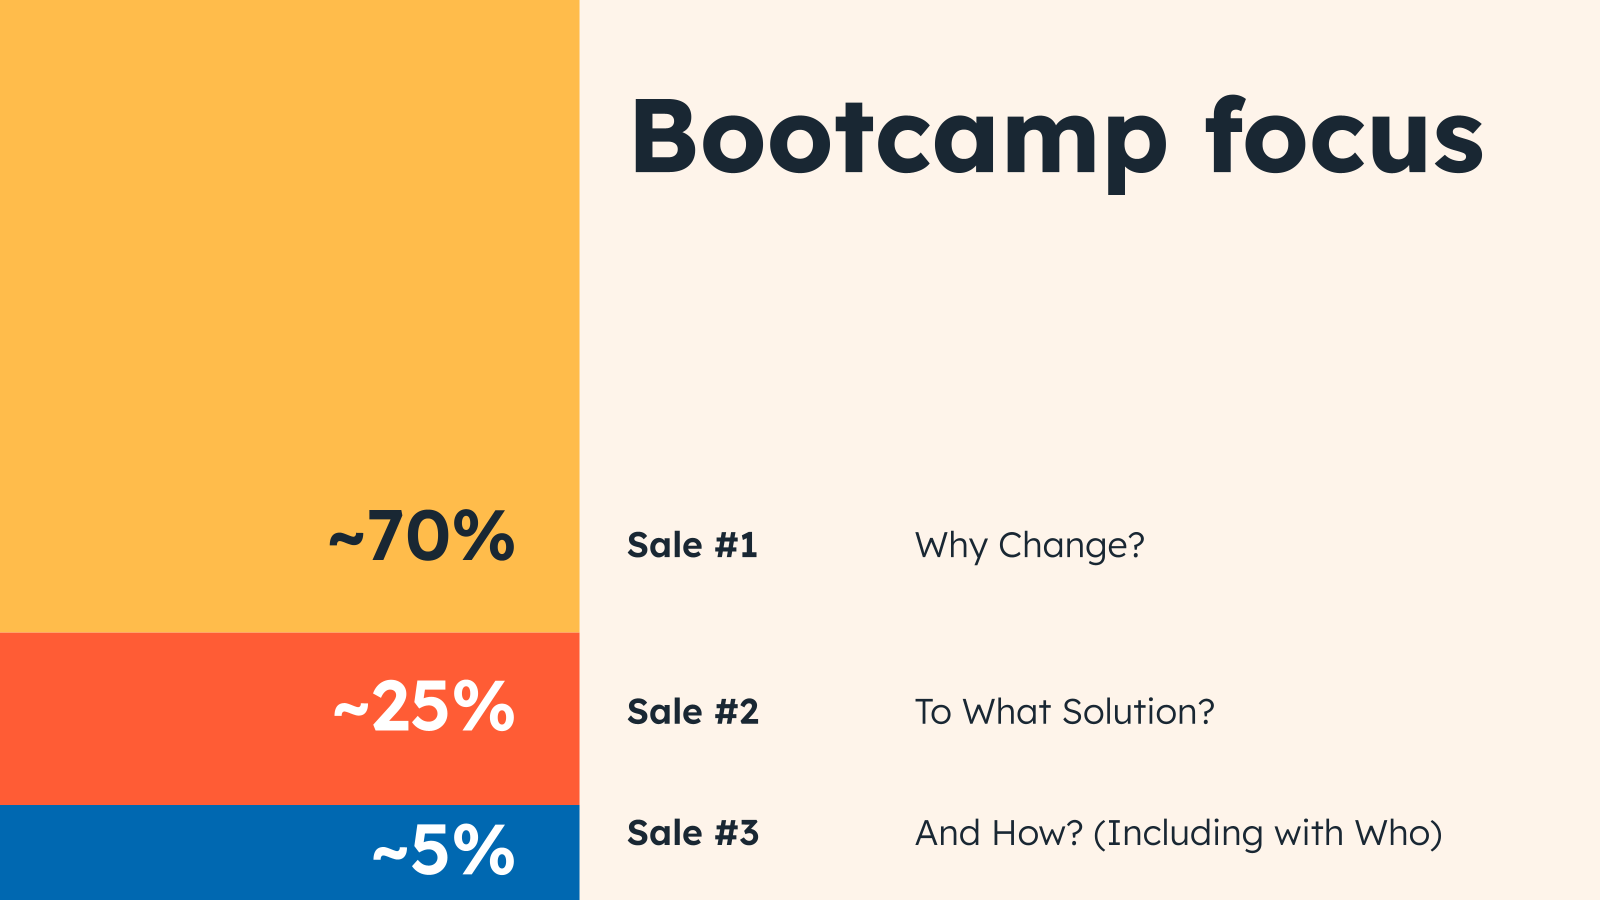 Bootcamp focus
~70% Sale #1 Why Change?
~25% Sale #2 To What Solution?
~5% Sale #3 And How? (Including with Who)